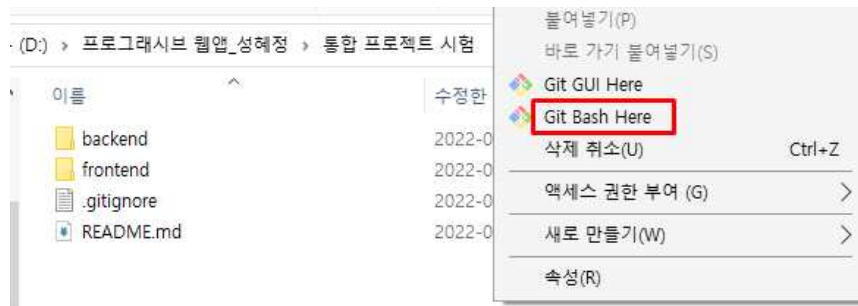 (D:) › 프로그래시브 웹앱_성혜정 › 통합 프로젝트 시험
이름
수정한
backend
2022-0
frontend
2022-0
.gitignore
2022-0
README.md
2022-0
붙여넣기(P)
바로 가기 붙여넣기(S)
Git GUI Here
Git Bash Here
삭제 취소(U) Ctrl+Z
액세스 권한 부여 (G)
새로 만들기(W)
속성(R)